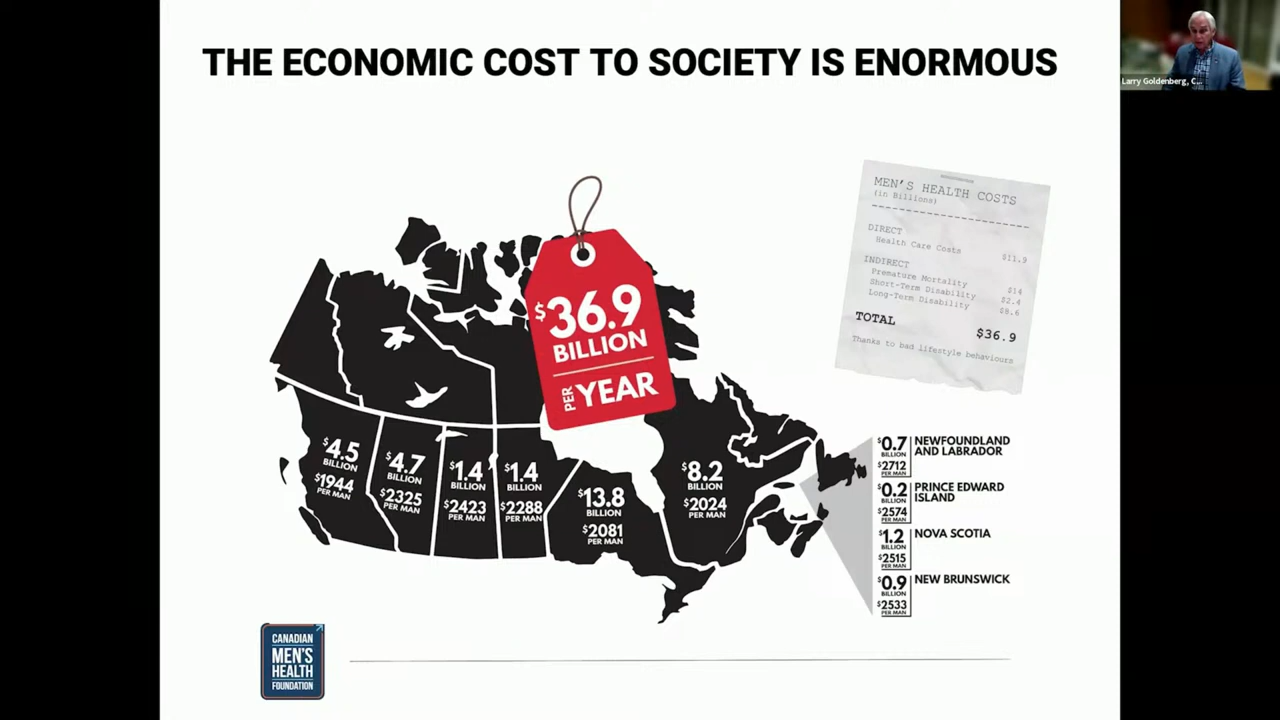 THE ECONOMIC COST TO SOCIETY IS ENORMOUS
Larry Goldenberg, C...
$36.9
BILLION
PER YEAR
MEN'S HEALTH COSTS
(in Billions)
DIRECT
Health Care Costs $11.9
INDIRECT
Premature Mortality $14
Short-Term Disability $2.4
Long-Term Disability $8.6
TOTAL $36.9
Thanks to bad lifestyle behaviours
$4.5
BILLION
$1944
PER MAN
$4.7
BILLION
$2325
PER MAN
$1.4
BILLION
$2423
PER MAN
$1.4
BILLION
$2288
PER MAN
$13.8
BILLION
$2081
PER MAN
$8.2
BILLION
$2024
PER MAN
$0.7
BILLION
$2712
PER MAN
NEWFOUNDLAND
AND LABRADOR
$0.2
BILLION
$2574
PER MAN
PRINCE EDWARD
ISLAND
$1.2
BILLION
$2515
PER MAN
NOVA SCOTIA
$0.9
BILLION
$2533
PER MAN
NEW BRUNSWICK
CANADIAN
MEN'S
HEALTH
FOUNDATION